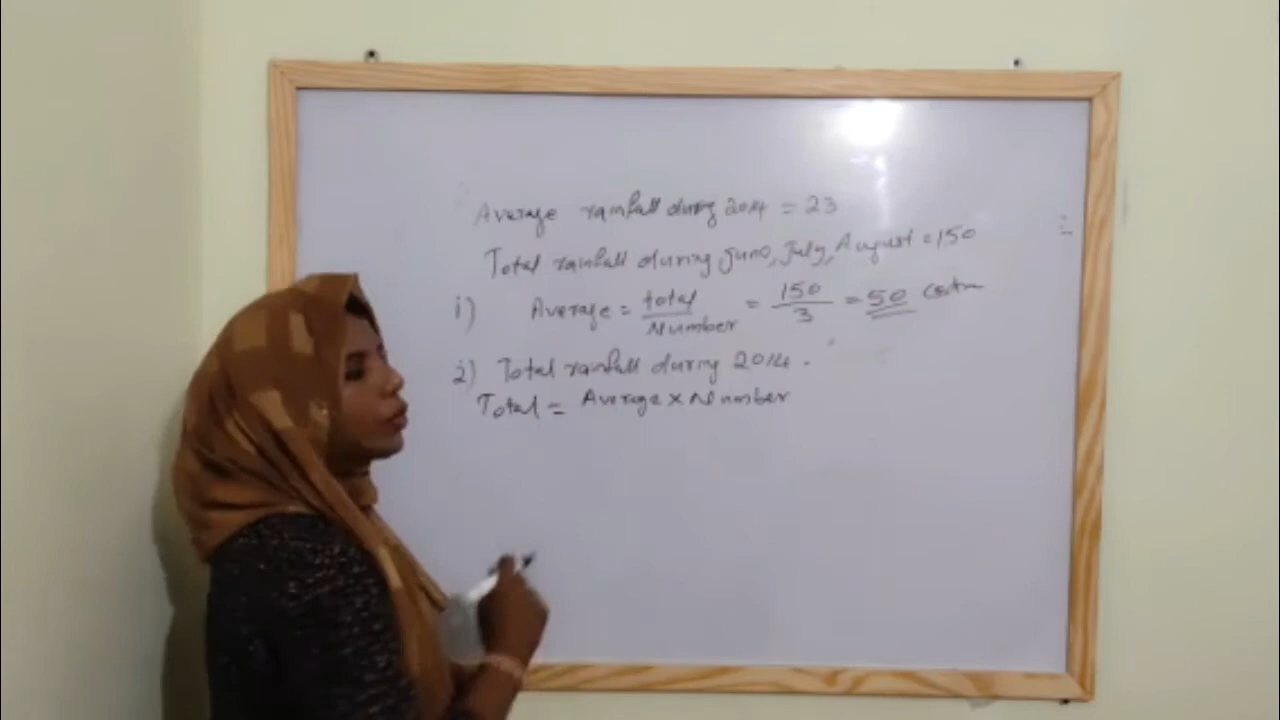 Average rainfall during 2014 = 23
Total rainfall during June, July, August = 150
i) Average = total / Number = 150 / 3 = 50
2) Total rainfall during 2014.
Total = Average × Number